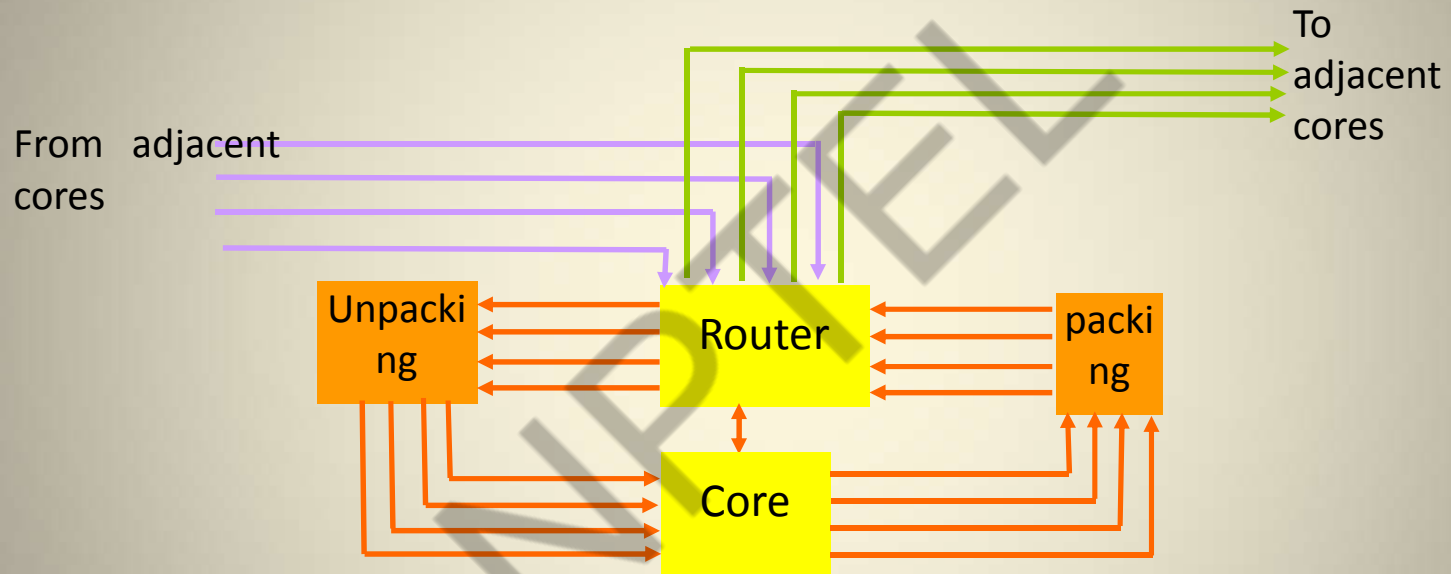 To
adjacent
cores
From adjacent
cores
Unpacki
ng
Router
packi
ng
Core
NPTEL